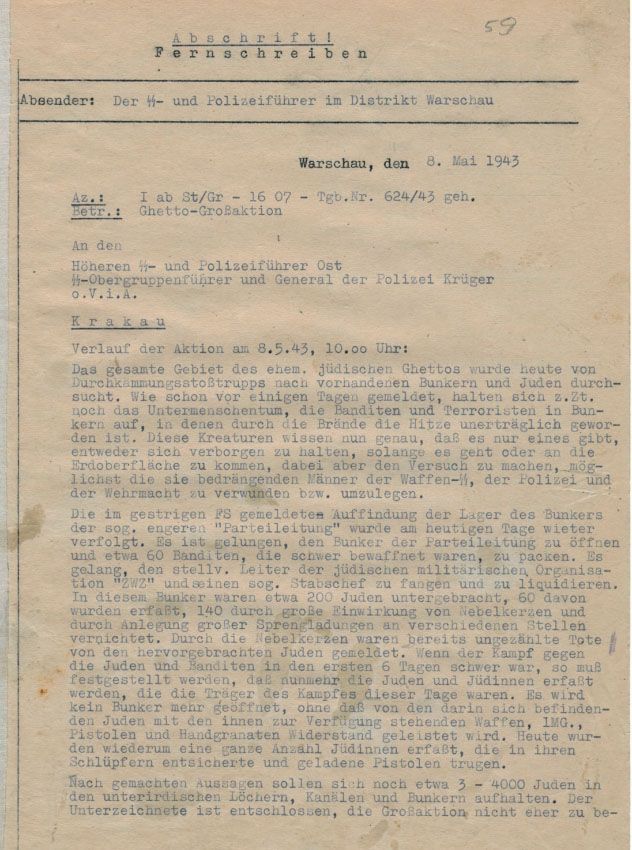 59
Abschrift!
Fernschreiben
Absender: Der SS- und Polizeiführer im Distrikt Warschau
Warschau, den 8. Mai 1943
Az.: I ab St/Gr - 16 07 - Tgb.Nr. 624/43 geh.
Betr.: Ghetto-Großaktion
An den
Höheren SS- und Polizeiführer Ost
SS-Obergruppenführer und General der Polizei Krüger
o.V.i.A.
Krakau
Verlauf der Aktion am 8.5.43, 10.oo Uhr:
Das gesamte Gebiet des ehem. jüdischen Ghettos wurde heute von
Durchkämmungsstoßtrupps nach vorhandenen Bunkern und Juden durch-
sucht. Wie schon vor einigen Tagen gemeldet, halten sich z.Zt.
noch das Untermenschentum, die Banditen und Terroristen in Bun-
kern auf, in denen durch die Brände die Hitze unerträglich gewor-
den ist. Diese Kreaturen wissen nun genau, daß es nur eines gibt,
entweder sich verborgen zu halten, solange es geht oder an die
Erdoberfläche zu kommen, dabei aber den Versuch zu machen, mög-
lichst die sie bedrängenden Männer der Waffen-SS, der Polizei und
der Wehrmacht zu verwunden bzw. umzulegen.
Die im gestrigen FS gemeldete Auffindung der Lager des Bunkers
der sog. engeren "Parteileitung" wurde am heutigen Tage wieter
verfolgt. Es ist gelungen, den Bunker der Parteileitung zu öffnen
und etwa 60 Banditen, die schwer bewaffnet waren, zu packen. Es
gelang, den stellv. Leiter der jüdischen militärischen Organisa-
tion "ZWZ" undseinen sog. Stabschef zu fangen und zu liquidieren.
In diesem Bunker waren etwa 200 Juden untergebracht, 60 davon
wurden erfaßt, 140 durch große Einwirkung von Nebelkerzen und
durch Anlegung großer Sprengladungen an verschiedenen Stellen
vernichtet. Durch die Nebelkerzen waren bereits ungezählte Tote
von den hervorgebrachten Juden gemeldet. Wenn der Kampf gegen
die Juden und Banditen in den ersten 6 Tagen schwer war, so muß
festgestellt werden, daß nunmehr die Juden und Jüdinnen erfaßt
werden, die die Träger des Kampfes dieser Tage waren. Es wird
kein Bunker mehr geöffnet, ohne daß von den darin sich befinden-
den Juden mit den ihnen zur Verfügung stehenden Waffen, lMG.,
Pistolen und Handgranaten Widerstand geleistet wird. Heute wur-
den wiederum eine ganze Anzahl Jüdinnen erfaßt, die in ihren
Schlüpfern entsicherte und geladene Pistolen trugen.
Nach gemachten Aussagen sollen sich noch etwa 3 - 4000 Juden in
den unterirdischen Löchern, Kanälen und Bunkern aufhalten. Der
Unterzeichnete ist entschlossen, die Großaktion nicht eher zu be-